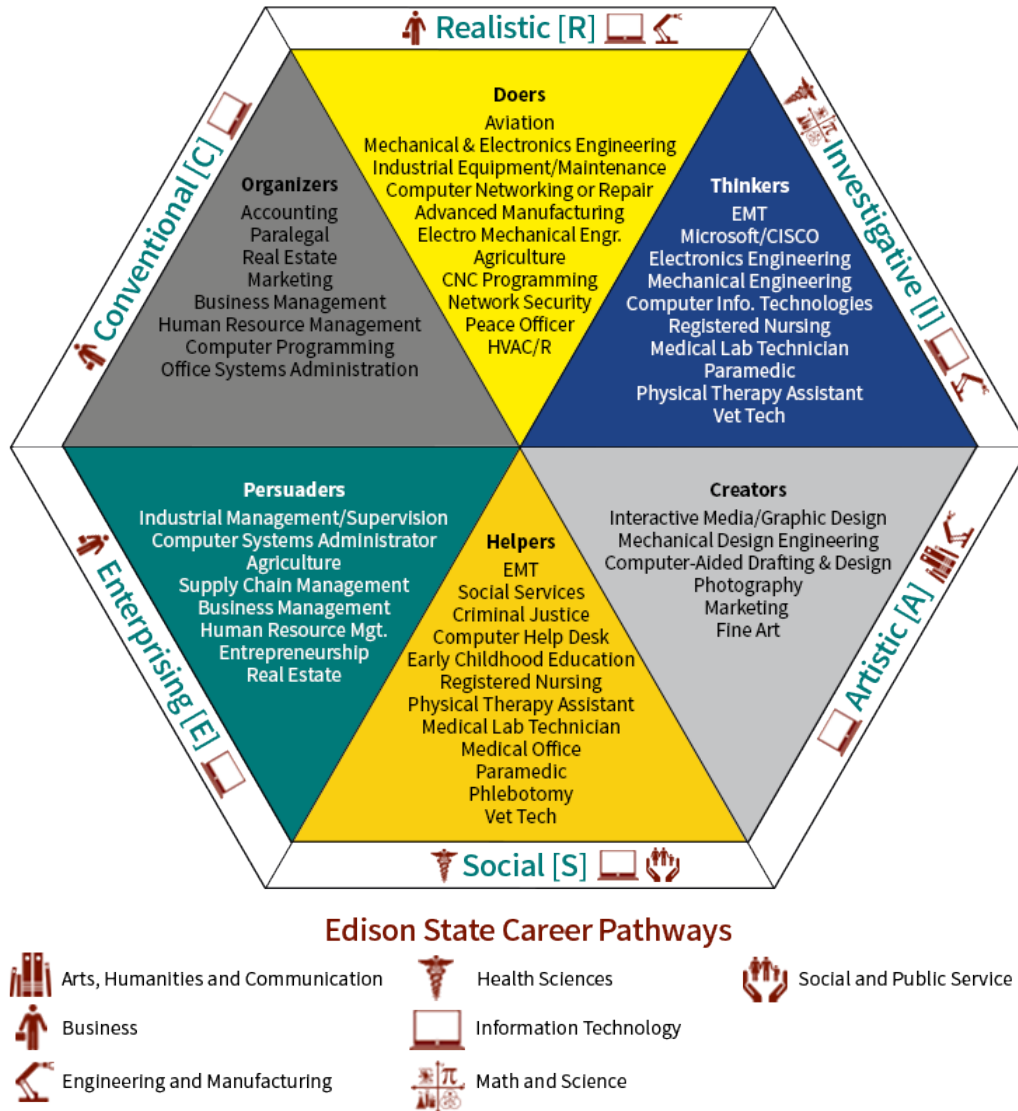 Realistic [R]
Conventional [C]
Investigative [I]
Doers
Aviation
Mechanical & Electronics Engineering
Industrial Equipment/Maintenance
Computer Networking or Repair
Advanced Manufacturing
Electro Mechanical Engr.
Agriculture
CNC Programming
Network Security
Peace Officer
HVAC/R
Organizers
Accounting
Paralegal
Real Estate
Marketing
Business Management
Human Resource Management
Computer Programming
Office Systems Administration
Thinkers
EMT
Microsoft/CISCO
Electronics Engineering
Mechanical Engineering
Computer Info. Technologies
Registered Nursing
Medical Lab Technician
Paramedic
Physical Therapy Assistant
Vet Tech
Persuaders
Industrial Management/Supervision
Computer Systems Administrator
Agriculture
Supply Chain Management
Business Management
Human Resource Mgt.
Entrepreneurship
Real Estate
Helpers
EMT
Social Services
Criminal Justice
Computer Help Desk
Early Childhood Education
Registered Nursing
Physical Therapy Assistant
Medical Lab Technician
Medical Office
Paramedic
Phlebotomy
Vet Tech
Creators
Interactive Media/Graphic Design
Mechanical Design Engineering
Computer-Aided Drafting & Design
Photography
Marketing
Fine Art
Enterprising [E]
Artistic [A]
Social [S]
Edison State Career Pathways
Arts, Humanities and Communication
Health Sciences
Social and Public Service
Business
Information Technology
Engineering and Manufacturing
π
Math and Science